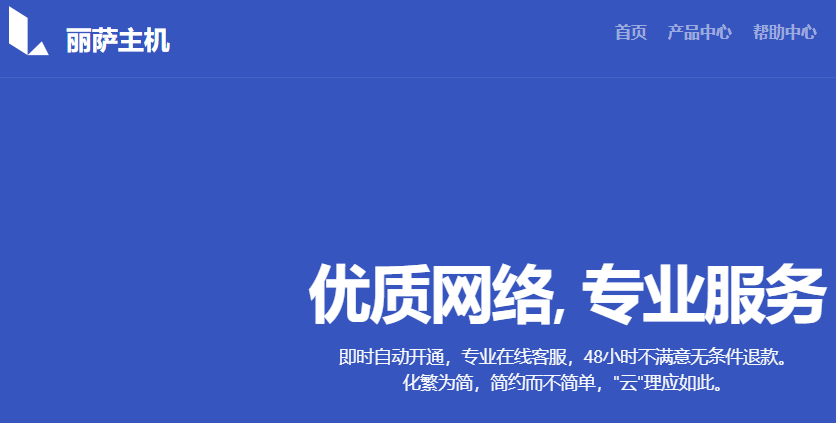 丽萨主机
首页 产品中心 帮助中心
优质网络, 专业服务
即时自动开通，专业在线客服，48小时不满意无条件退款。
化繁为简，简约而不简单，"云"理应如此。